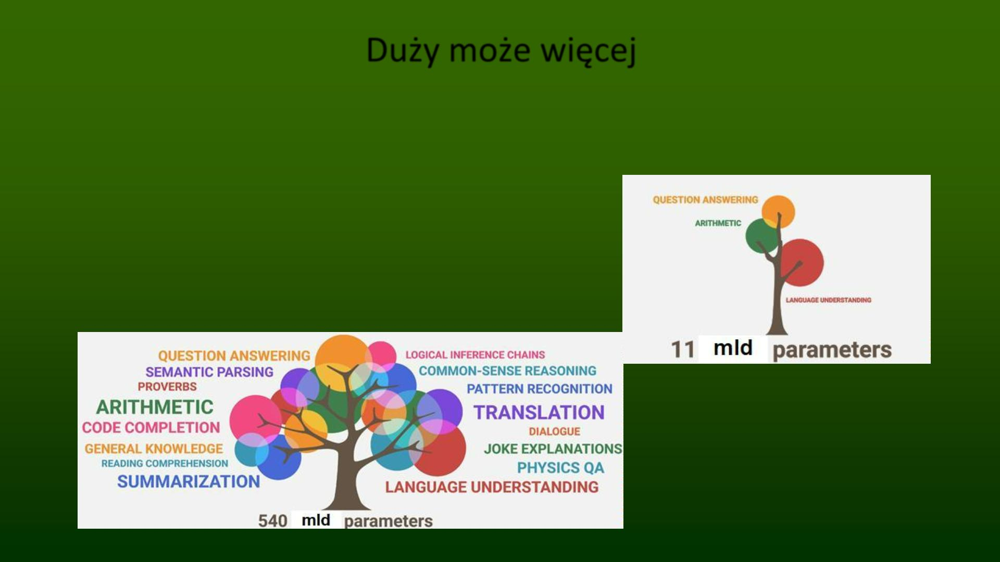 Duży może więcej
QUESTION ANSWERING
ARITHMETIC
LANGUAGE UNDERSTANDING
11 mld parameters
QUESTION ANSWERING
SEMANTIC PARSING
PROVERBS
ARITHMETIC
CODE COMPLETION
GENERAL KNOWLEDGE
READING COMPREHENSION
SUMMARIZATION
LOGICAL INFERENCE CHAINS
COMMON-SENSE REASONING
PATTERN RECOGNITION
TRANSLATION
DIALOGUE
JOKE EXPLANATIONS
PHYSICS QA
LANGUAGE UNDERSTANDING
540 mld parameters